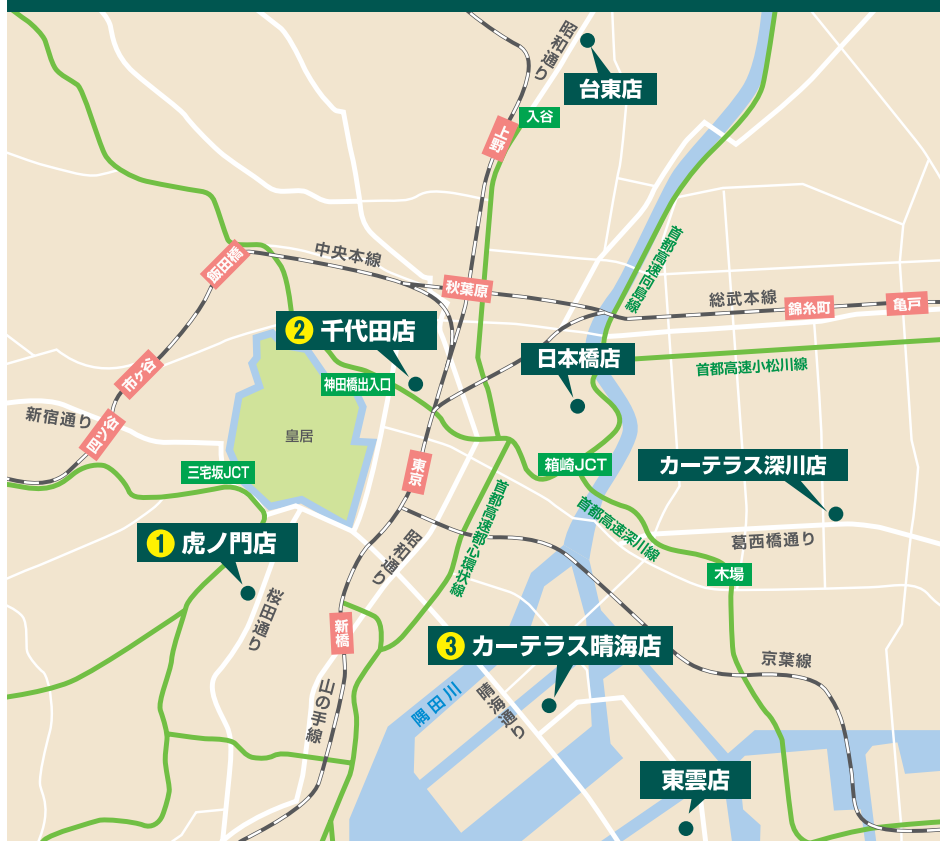 昭和通り
台東店
入谷
上野
首都高速向島線
飯田橋
中央本線
秋葉原
総武本線
錦糸町
亀戸
2 千代田店
日本橋店
首都高速小松川線
市ヶ谷
神田橋出入口
新宿通り
四ツ谷
皇居
三宅坂JCT
東京
箱崎JCT
カーテラス深川店
首都高速都心環状線
首都高速深川線
1 虎ノ門店
昭和通り
葛西橋通り
木場
桜田通り
新橋
3 カーテラス晴海店
京葉線
山の手線
隅田川
晴海通り
東雲店